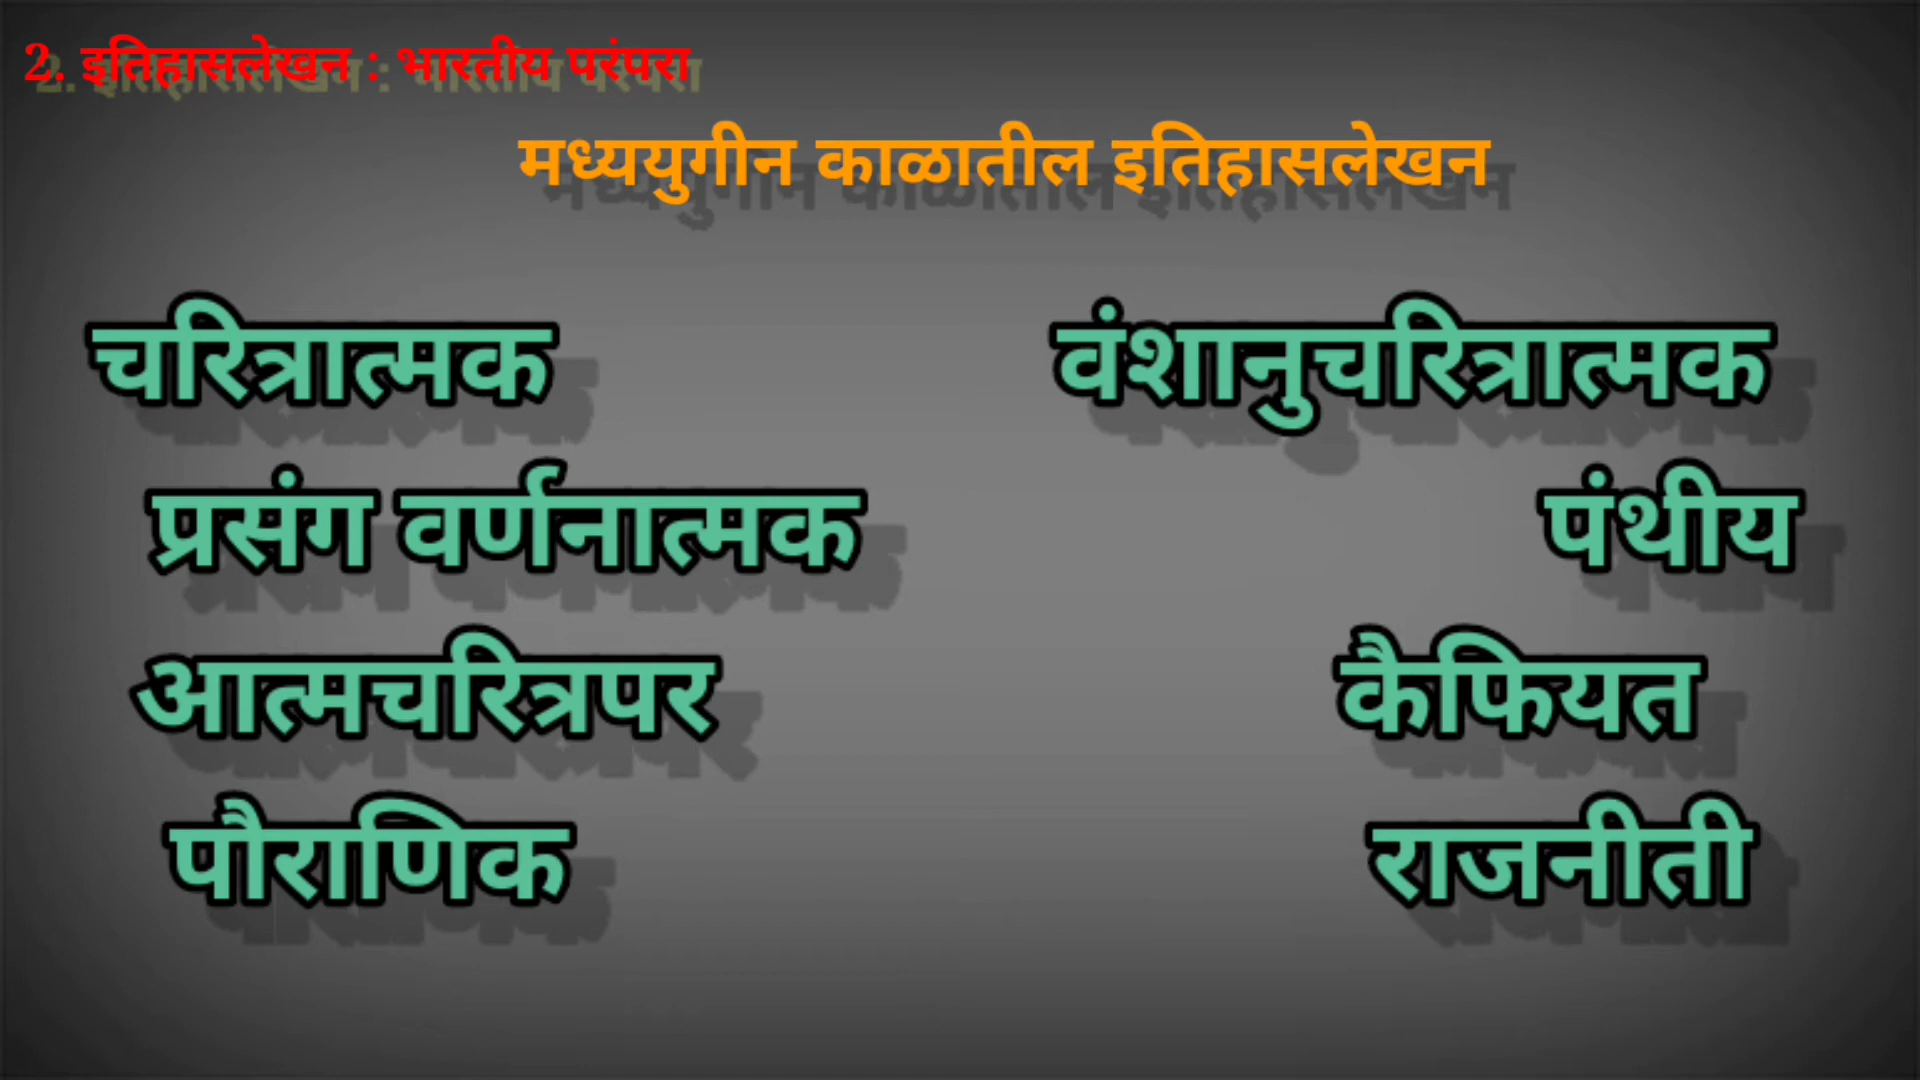 2. इतिहासलेखन : भारतीय परंपरा
मध्ययुगीन काळातील इतिहासलेखन
चरित्रात्मक वंशानुचरित्रात्मक
प्रसंग वर्णनात्मक पंथीय
आत्मचरित्रपर कैफियत
पौराणिक राजनीती